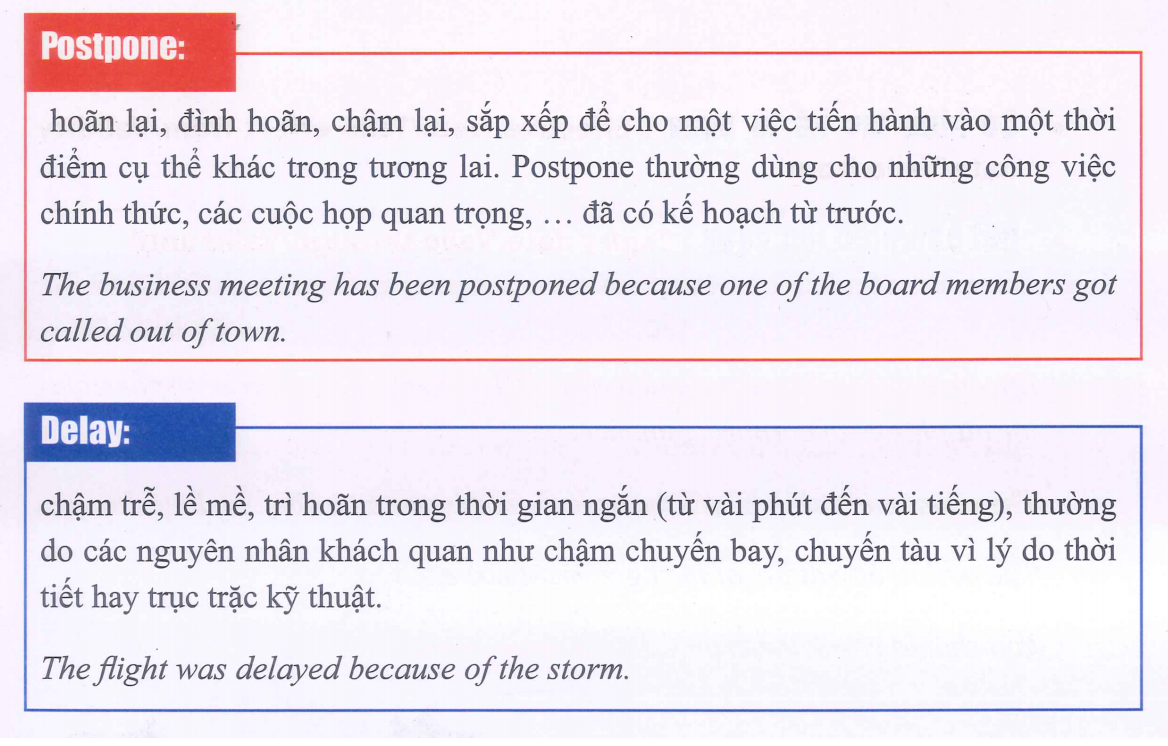 Postpone:
hoãn lại, đình hoãn, chậm lại, sắp xếp để cho một việc tiến hành vào một thời
điểm cụ thể khác trong tương lai. Postpone thường dùng cho những công việc
chính thức, các cuộc họp quan trọng, … đã có kế hoạch từ trước.
The business meeting has been postponed because one of the board members got
called out of town.
Delay:
chậm trễ, lề mề, trì hoãn trong thời gian ngắn (từ vài phút đến vài tiếng), thường
do các nguyên nhân khách quan như chậm chuyến bay, chuyến tàu vì lý do thời
tiết hay trục trặc kỹ thuật.
The flight was delayed because of the storm.